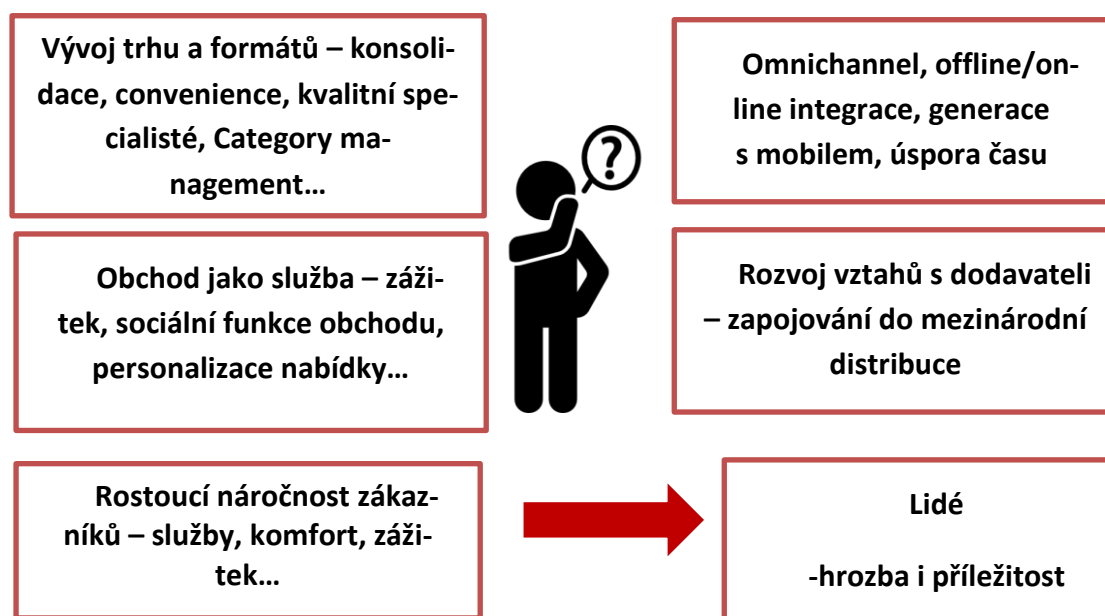 Vývoj trhu a formátů – konsoli-
dace, convenience, kvalitní spe-
cialisté, Category ma-
nagement…
Omnichannel, offline/on-
line integrace, generace
s mobilem, úspora času
?
Obchod jako služba – záži-
tek, sociální funkce obchodu,
personalizace nabídky…
Rozvoj vztahů s dodavateli
– zapojování do mezinárodní
distribuce
Rostoucí náročnost zákaz-
níků – služby, komfort, záži-
tek…
Lidé
-hrozba i příležitost